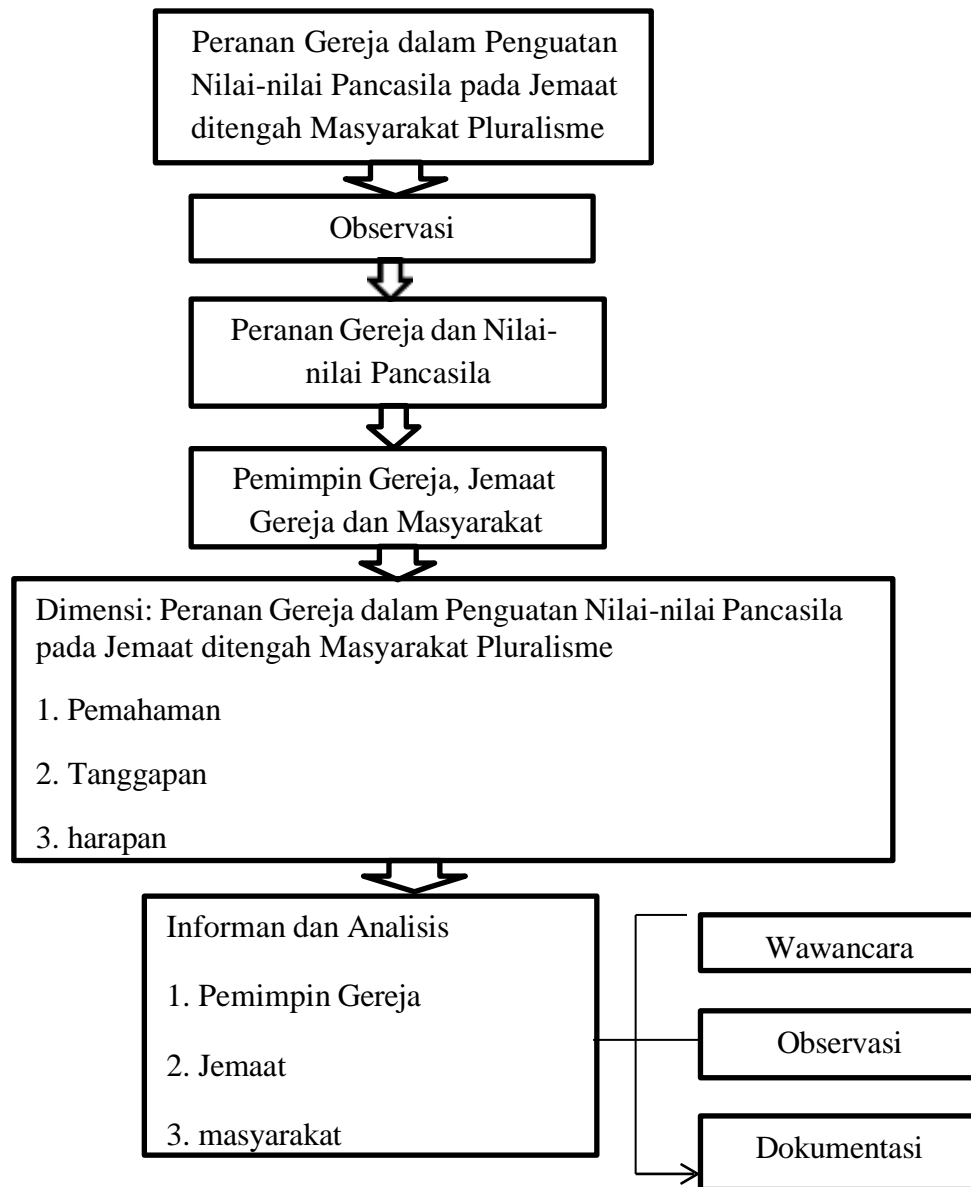 Peranan Gereja dalam Penguatan
Nilai-nilai Pancasila pada Jemaat
ditengah Masyarakat Pluralisme
Observasi
Peranan Gereja dan Nilai-
nilai Pancasila
Pemimpin Gereja, Jemaat
Gereja dan Masyarakat
Dimensi: Peranan Gereja dalam Penguatan Nilai-nilai Pancasila
pada Jemaat ditengah Masyarakat Pluralisme
1. Pemahaman
2. Tanggapan
3. harapan
Informan dan Analisis
1. Pemimpin Gereja
2. Jemaat
3. masyarakat
Wawancara
Observasi
Dokumentasi